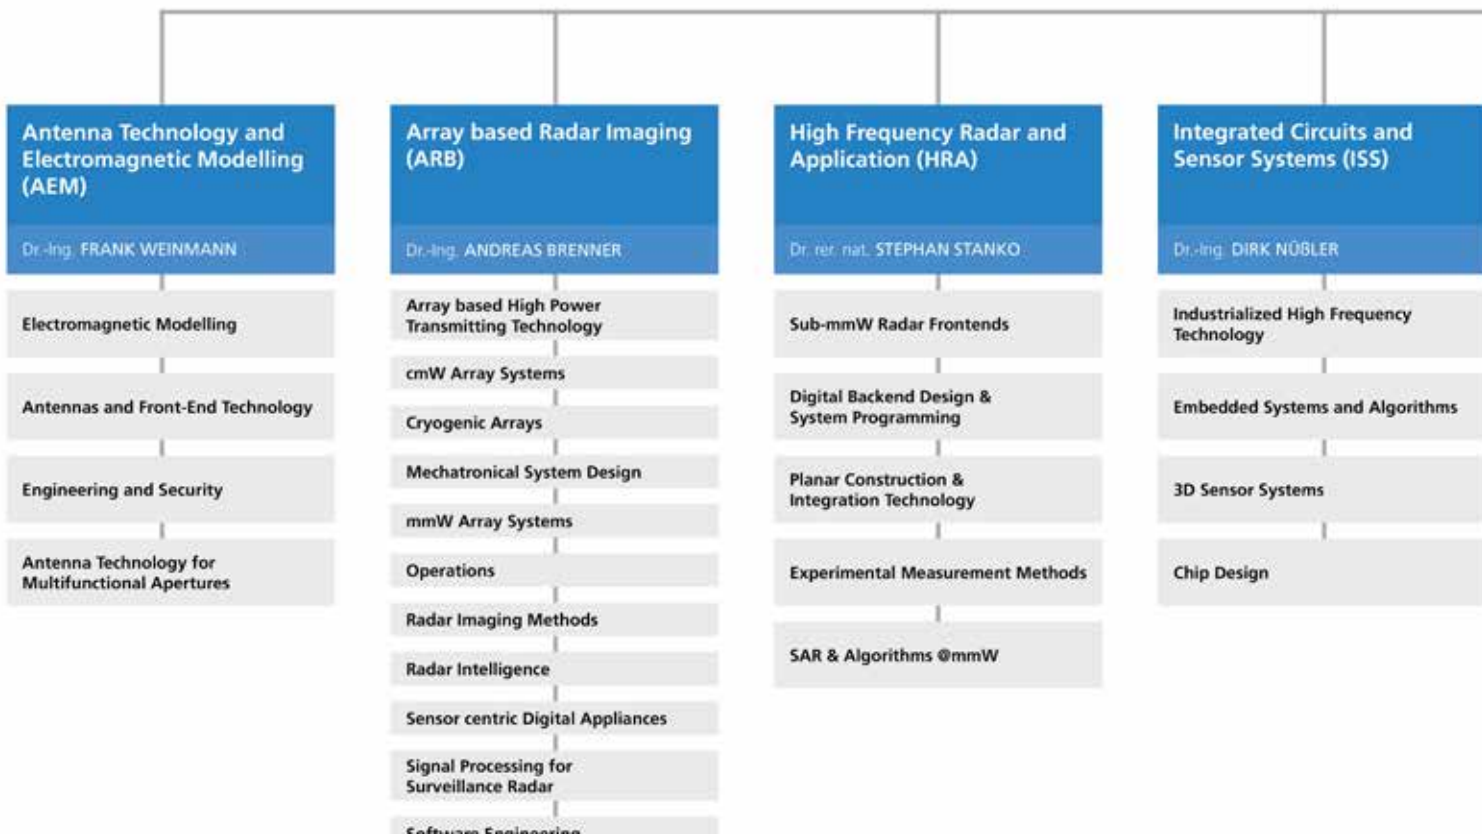 Antenna Technology and
Electromagnetic Modelling
(AEM)
Dr.-Ing. FRANK WEINMANN
Electromagnetic Modelling
Antennas and Front-End Technology
Engineering and Security
Antenna Technology for
Multifunctional Apertures
Array based Radar Imaging
(ARB)
Dr.-Ing. ANDREAS BRENNER
Array based High Power
Transmitting Technology
cmW Array Systems
Cryogenic Arrays
Mechatronical System Design
mmW Array Systems
Operations
Radar Imaging Methods
Radar Intelligence
Sensor centric Digital Appliances
Signal Processing for
Surveillance Radar
Software Engineering
High Frequency Radar and
Application (HRA)
Dr. rer. nat. STEPHAN STANKO
Sub-mmW Radar Frontends
Digital Backend Design &
System Programming
Planar Construction &
Integration Technology
Experimental Measurement Methods
SAR & Algorithms @mmW
Integrated Circuits and
Sensor Systems (ISS)
Dr.-Ing. DIRK NÜßLER
Industrialized High Frequency
Technology
Embedded Systems and Algorithms
3D Sensor Systems
Chip Design